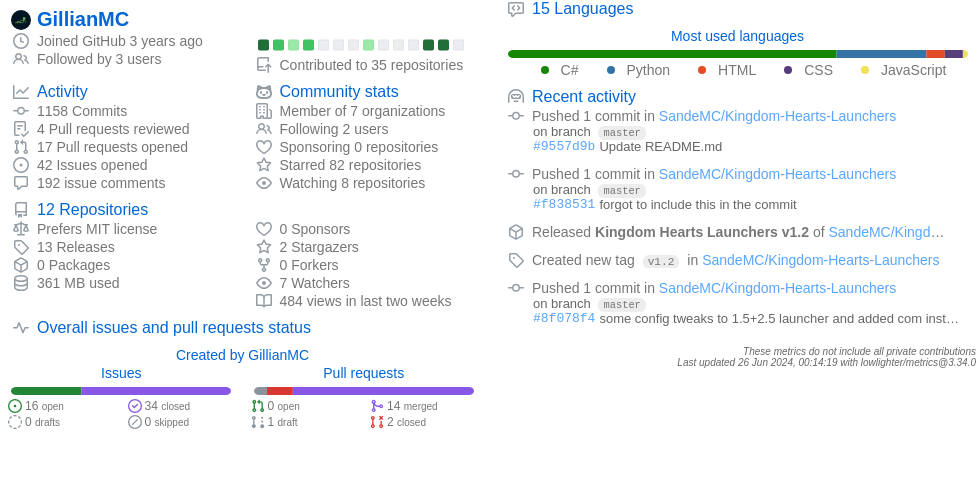 GillianMC
Joined GitHub 3 years ago
Followed by 3 users
Contributed to 35 repositories
Activity
1158 Commits
4 Pull requests reviewed
17 Pull requests opened
42 Issues opened
192 issue comments
Community stats
Member of 7 organizations
Following 2 users
Sponsoring 0 repositories
Starred 82 repositories
Watching 8 repositories
12 Repositories
Prefers MIT license
13 Releases
0 Packages
361 MB used
0 Sponsors
2 Stargazers
0 Forkers
7 Watchers
484 views in last two weeks
Overall issues and pull requests status
Created by GillianMC
Issues
16 open
34 closed
0 drafts
0 skipped
Pull requests
0 open
14 merged
1 draft
2 closed
15 Languages
Most used languages
C# Python HTML CSS JavaScript
Recent activity
Pushed 1 commit in SandeMC/Kingdom-Hearts-Launchers
on branch master
#9557d9b Update README.md
Pushed 1 commit in SandeMC/Kingdom-Hearts-Launchers
on branch master
#f838531 forgot to include this in the commit
Released Kingdom Hearts Launchers v1.2 of SandeMC/Kingd…
Created new tag v1.2 in SandeMC/Kingdom-Hearts-Launchers
Pushed 1 commit in SandeMC/Kingdom-Hearts-Launchers
on branch master
#8f078f4 some config tweaks to 1.5+2.5 launcher and added com inst…
These metrics do not include all private contributions
Last updated 26 Jun 2024, 00:14:19 with lowlighter/metrics@3.34.0